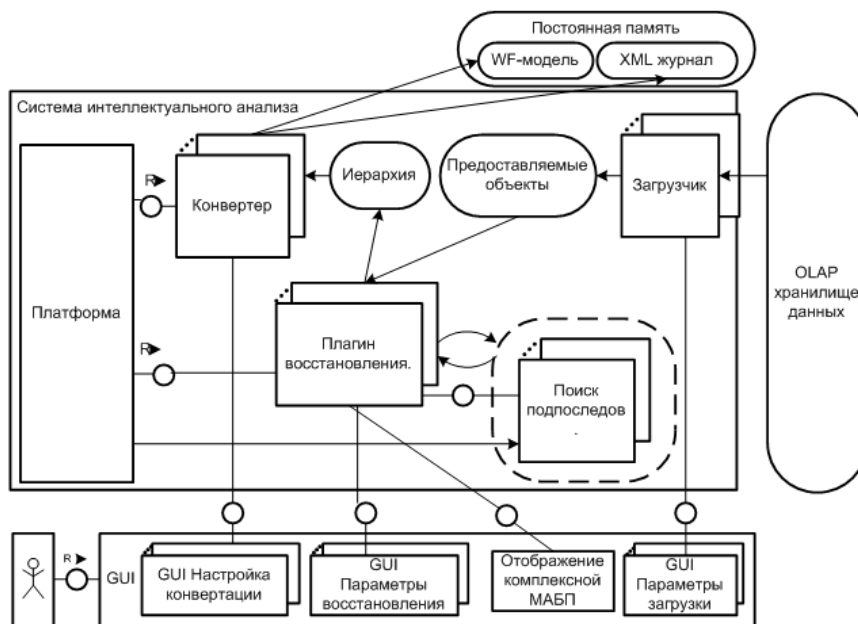 Постоянная память
WF-модель
XML журнал
Система интеллектуального анализа
R
Конвертер
Иерархия
Предоставляемые
объекты
Загрузчик
OLAP
хранилище
данных
Платформа
R
Плагин
восстановления.
Поиск
подпоследов
.
R
GUI
GUI Настройка
конвертации
GUI
Параметры
восстановления
Отображение
комплексной
МАБП
GUI
Параметры
загрузки